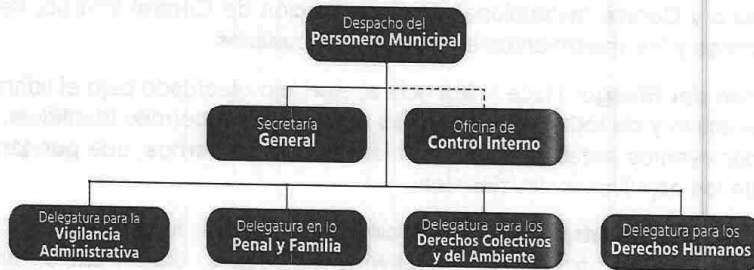 Despacho del
Personero Municipal
Secretaría
General
Oficina de
Control Interno
Delegatura para la
Vigilancia
Administrativa
Delegatura en lo
Penal y Familia
Delegatura para los
Derechos Colectivos
y del Ambiente
Delegatura para los
Derechos Humanos